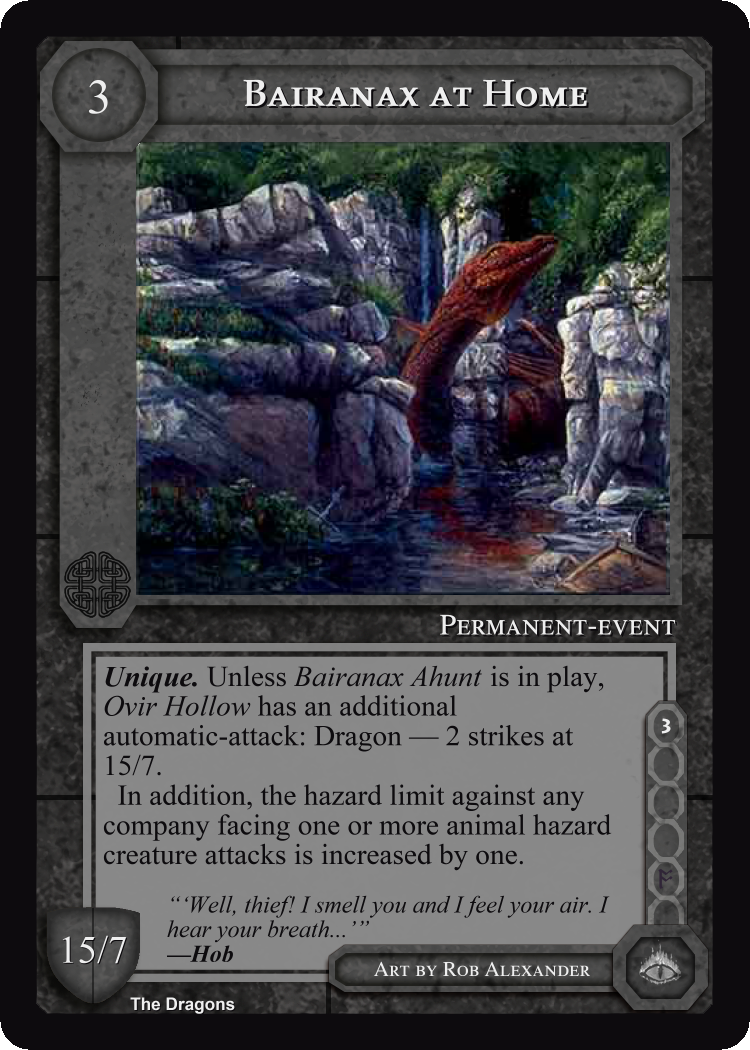 3
BAIRANAX AT HOME
PERMANENT-EVENT
Unique. Unless Bairanax Ahunt is in play,
Ovir Hollow has an additional
automatic-attack: Dragon — 2 strikes at
15/7.
In addition, the hazard limit against any
company facing one or more animal hazard
creature attacks is increased by one.
3
“‘Well, thief! I smell you and I feel your air. I
hear your breath...’”
—Hob
15/7
ART BY ROB ALEXANDER
The Dragons